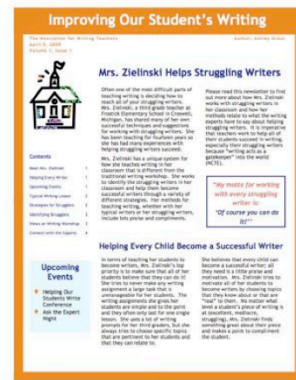 Improving Our Student's Writing
The Newsletter for Writing Teachers
April 5, 2009
Volume 1, Issue 1
Author: Ashley
Mrs. Zielinski Helps Struggling Writers
Often one of the most difficult parts of
teaching writing is deciding how to
reach all of your struggling writers.
Mrs. Zielinski, a third grade teacher at
Frostick Elementary School in Croswell,
Michigan, has shared many of her own
successful techniques and suggestions
for working with struggling writers. She
has been teaching for fourteen years so
she has had many experiences with
helping struggling writers succeed.
Mrs. Zielinski has a unique system for
how she teaches writing in her
classroom that is different from the
traditional writing workshop. She works
to identify the struggling writers in her
classroom and help them become
successful writers through a variety of
different strategies. Her methods for
teaching writing, whether with her
typical writers or her struggling writers,
include lots praise and compliments.
Please read this newsletter to find
out more about how Mrs. Zielinski
works with struggling writers in
her classroom and how her
methods relate to what the writing
experts have to say about helping
struggling writers. It is imperative
that teachers work to help all of
their students succeed in writing,
especially their struggling writers
because "writing acts as a
gatekeeper" into the world
(NCTE).
"My motto for working
with every struggling
writer is:
'Of course you can do
it!'"
Contents
Meet Mrs. Zielinski 1
Helping Every Writer 1
Upcoming Events 1
Typical Writing Lesson 2
Strategies for Strugglers
Identifying Strugglers
Views on Writing Workshop 3
Connect with the Experts 4
Helping Every Child Become a Successful Writer
In terms of teaching her students to
become writers, Mrs. Zielinski's top
priority is to make sure that all of her
students believe that they can do it!
She tries to never make any writing
assignment a large task that is
unmanageable for her students. The
writing assignments she gives her
students are simple and to the point
and they often only last for one single
lesson. She uses a lot of writing
prompts for her third graders, but she
always tries to choose specific topics
that are pertinent to her students and
that they can relate to.
She believes that every child can
become a successful writer; all
they need is a little praise and
motivation. Mrs. Zielinski tries to
motivate all of her students to
become writers by choosing topics
that they know about or that are
"real" to them. No matter what
level a student's piece of writing is
at (excellent, mediocre,
struggling), Mrs. Zielinski finds
something great about their piece
and makes a point to compliment
the student.
Upcoming
Events
Helping Our
Students Write
Conference
Ask the Expert
Night